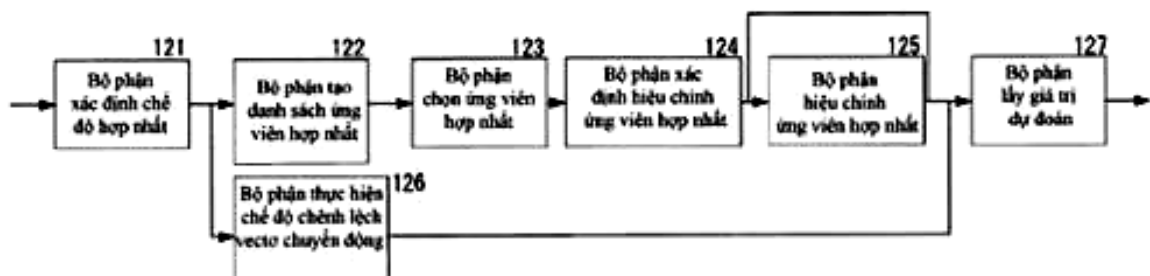 121
Bộ phận
xác định chế
độ hợp nhất
122
Bộ phận tạo
danh sách ứng
viên hợp nhất
123
Bộ phận
chọn ứng viên
hợp nhất
124
Bộ phận xác
định hiệu chỉnh
ứng viên hợp nhất
125
Bộ phận
hiệu chỉnh
ứng viên hợp nhất
127
Bộ phận
lấy giá trị
dự đoán
126
Bộ phận thực hiện
chế độ chênh lệch
vectơ chuyển động